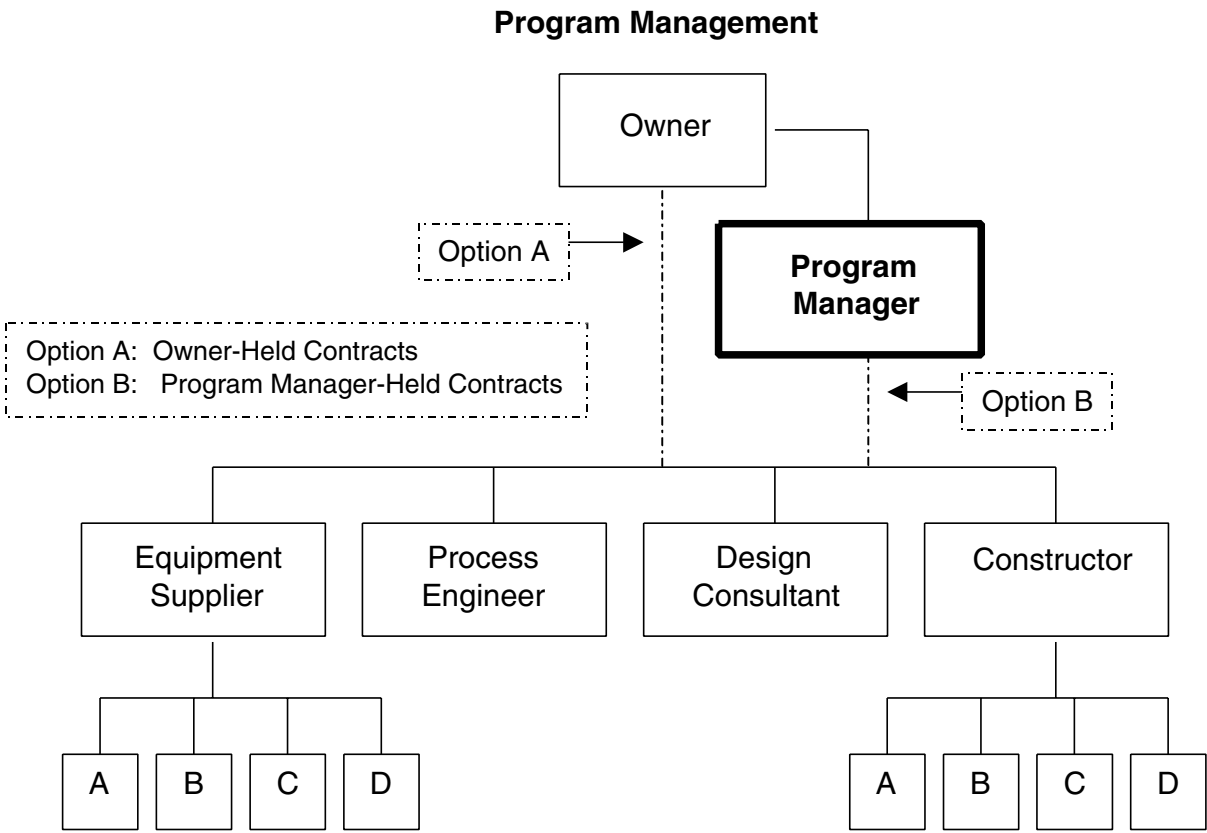 Program Management
Owner
Option A
Program
Manager
Option A:  Owner-Held Contracts
Option B:   Program Manager-Held Contracts
Option B
Equipment
Supplier
Process
Engineer
Design
Consultant
Constructor
A
B
C
D
A
B
C
D